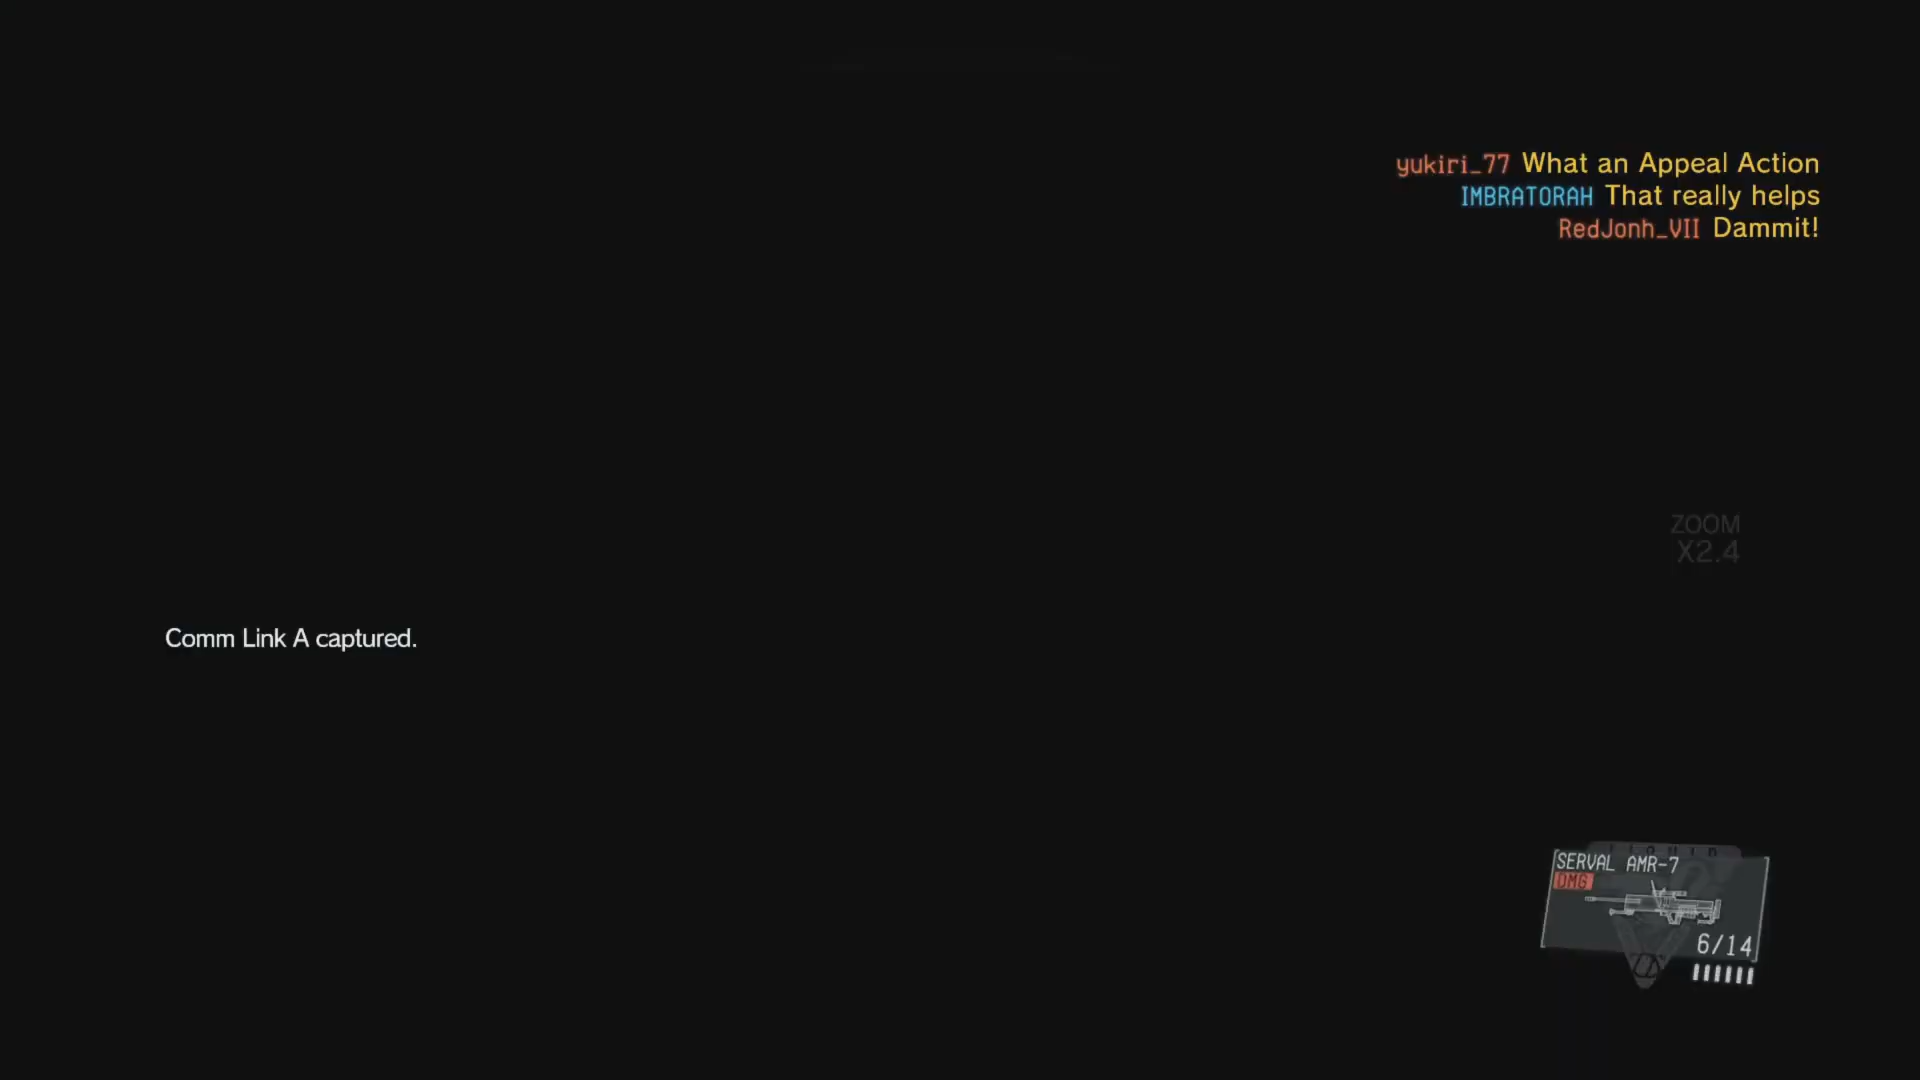 yukiri_77 What an Appeal Action
IMBRATORAH That really helps
RedJonh_VII Dammit!
ZOOM
X2.4
Comm Link A captured.
SERVAL AMR-7
DMG
6/14